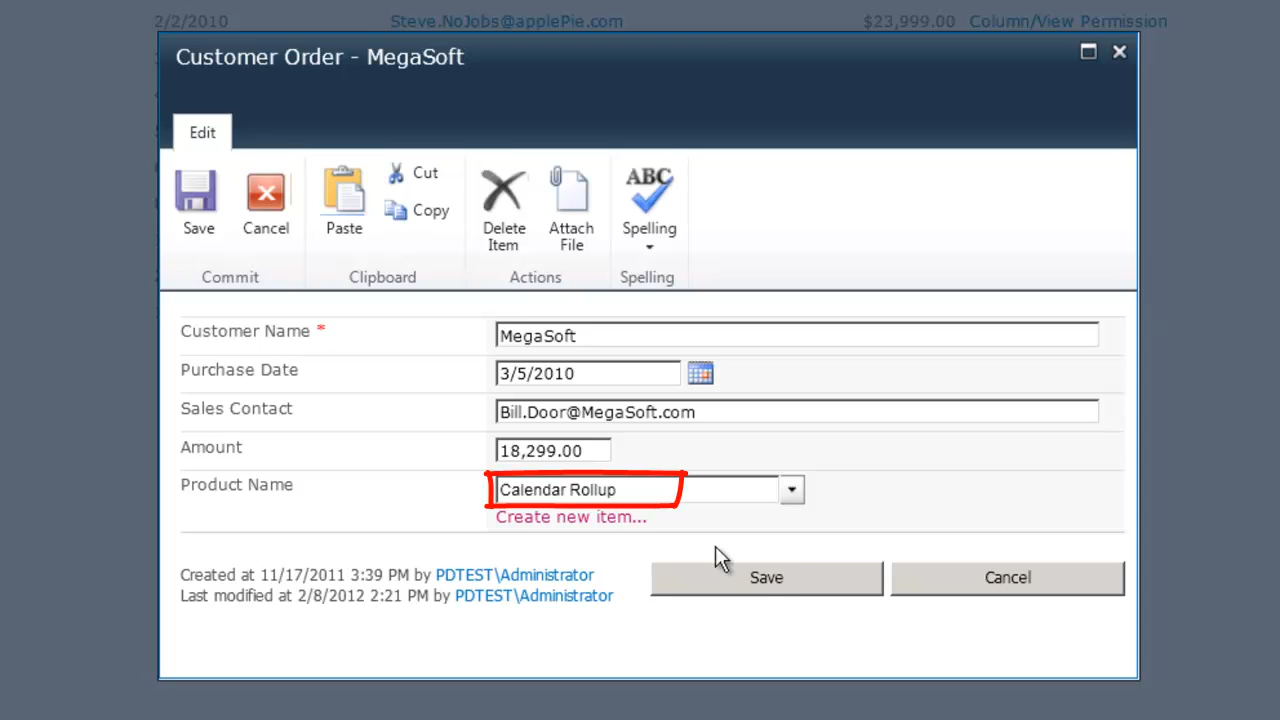 2/2/2010 Steve.NoJobs@applePie.com $23,999.00 Column/View Permission
Customer Order - MegaSoft
Edit
Save Cancel Paste Cut Copy Delete Item Attach File ABC Spelling
Commit Clipboard Actions Spelling
Customer Name * MegaSoft
Purchase Date 3/5/2010
Sales Contact Bill.Door@MegaSoft.com
Amount 18,299.00
Product Name Calendar Rollup
Create new item...
Created at 11/17/2011 3:39 PM by PDTEST\Administrator
Last modified at 2/8/2012 2:21 PM by PDTEST\Administrator
Save Cancel